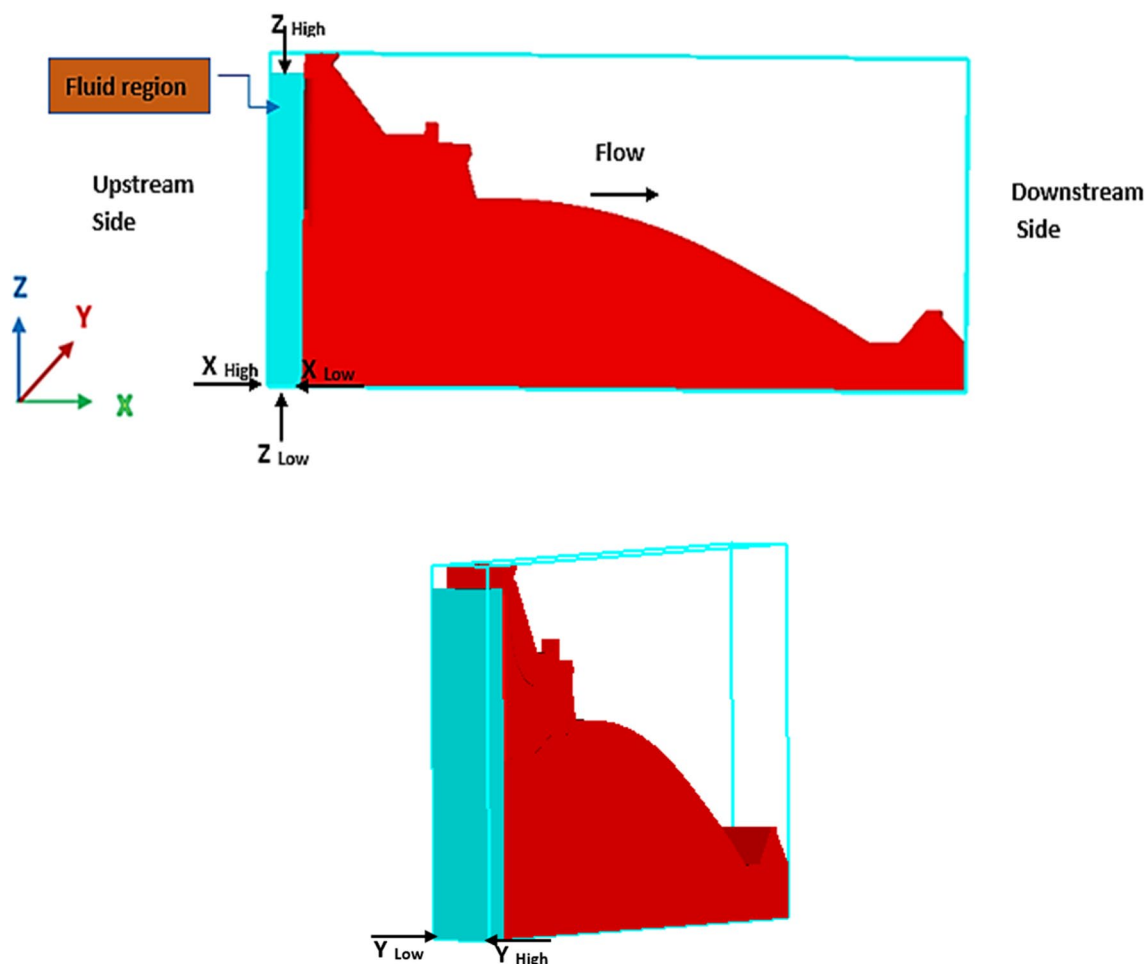 Z High
Fluid region
Flow
Upstream
Side
Downstream
Side
Z
Y
X
X High
X Low
Z Low
Y Low
Y High